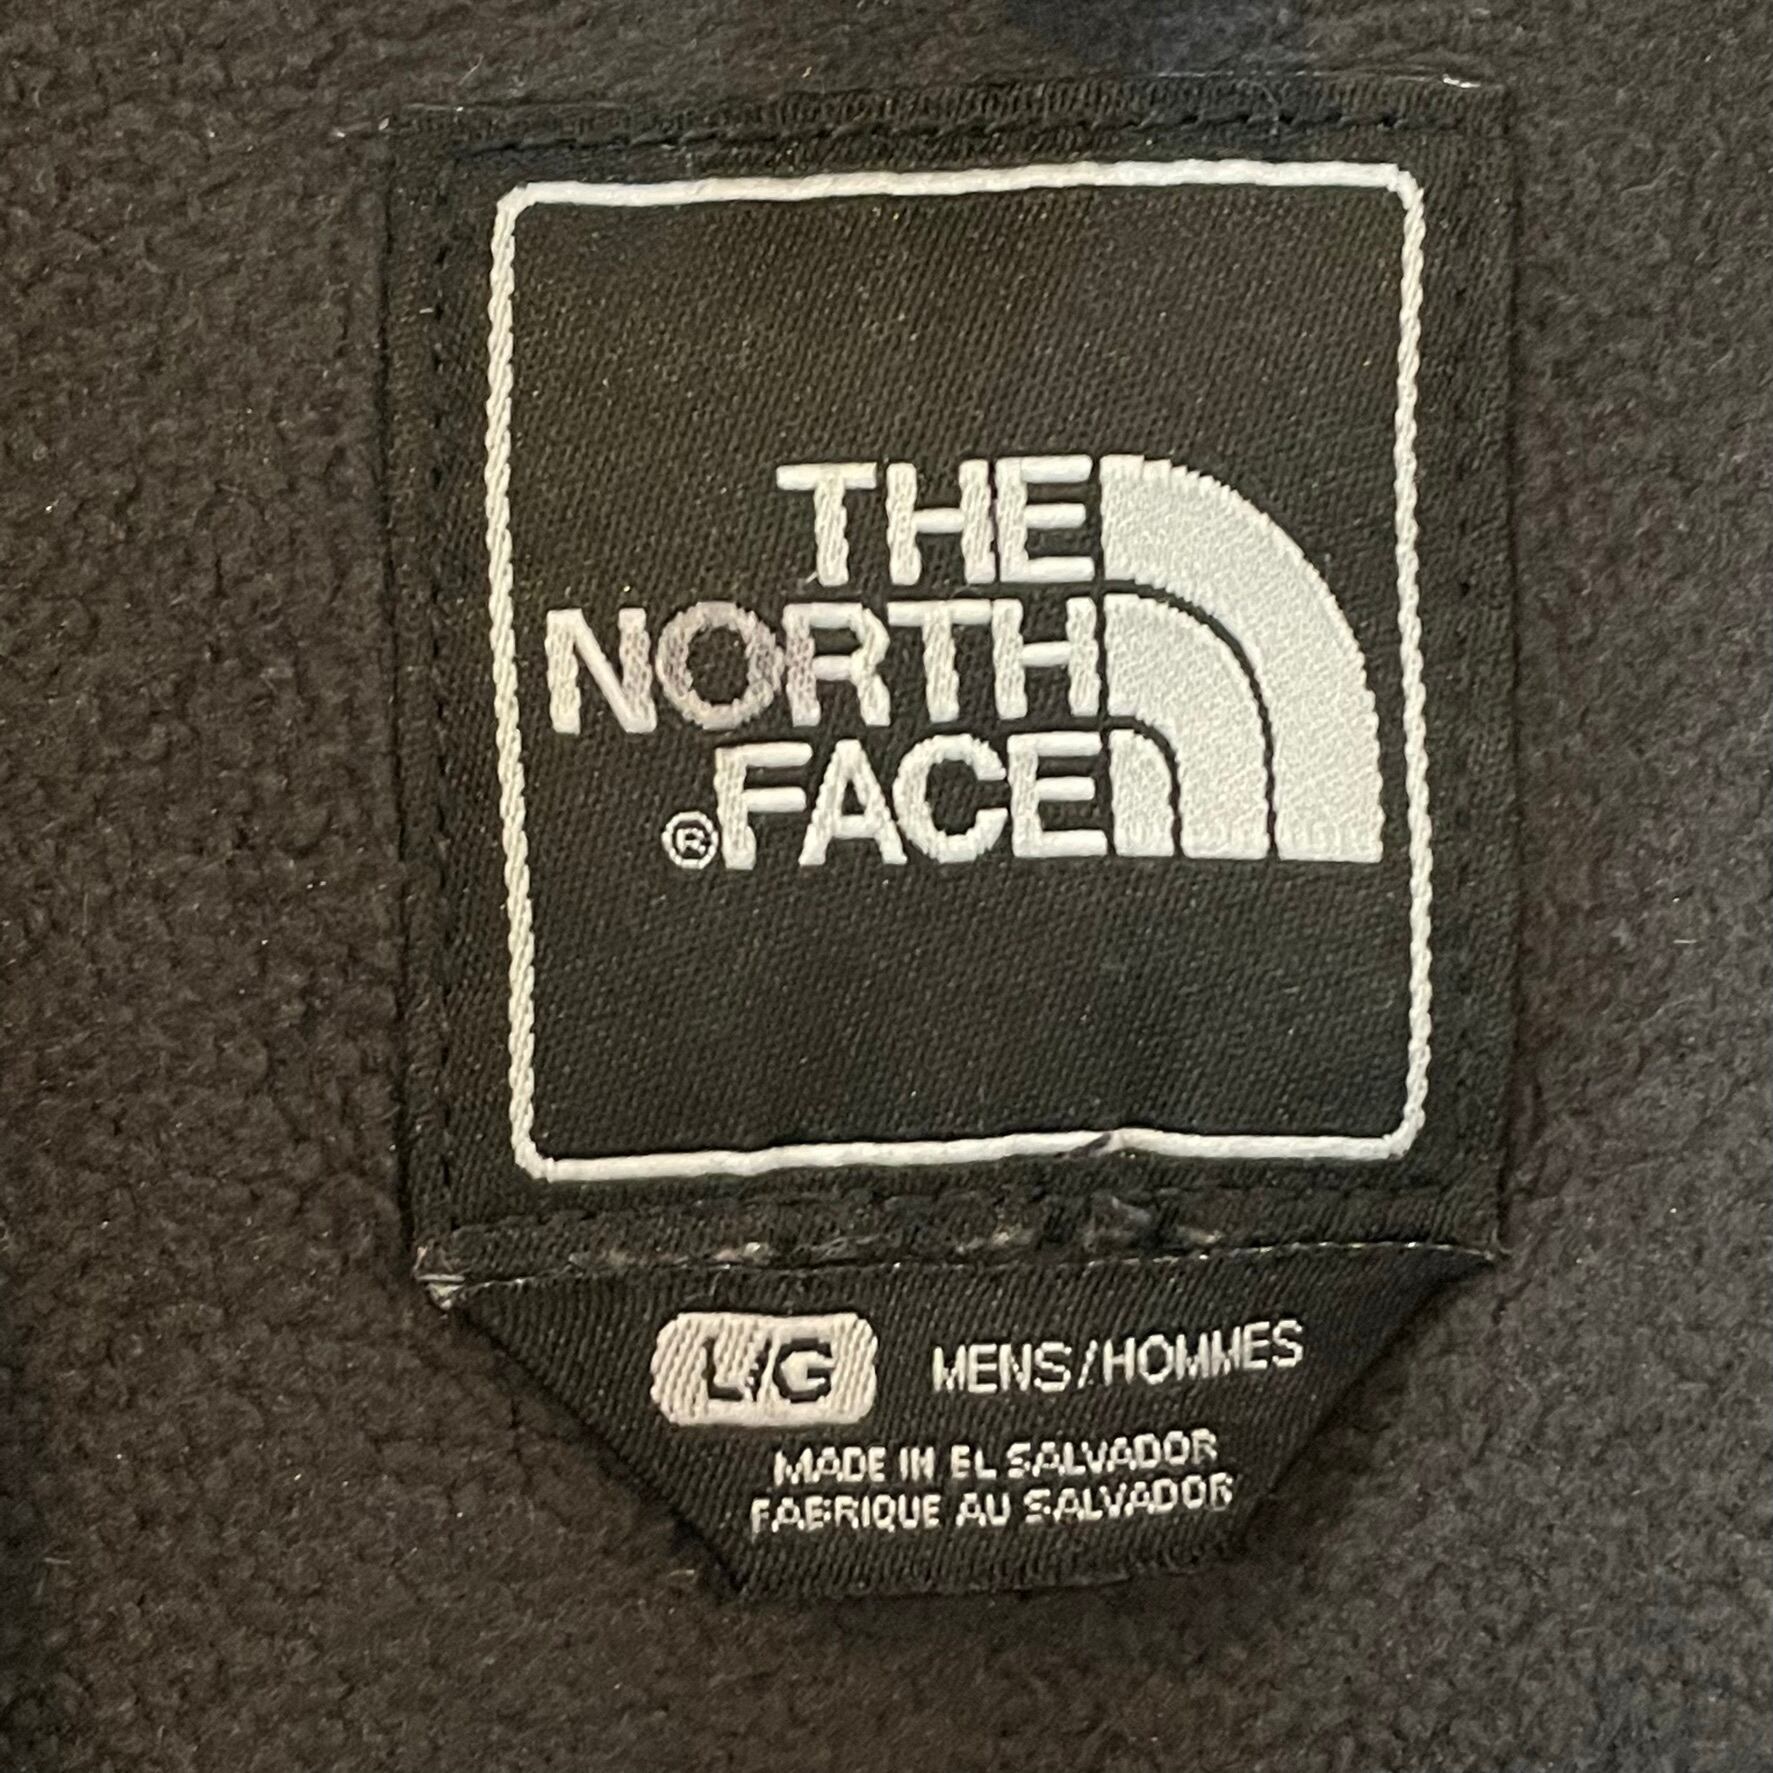 THE
NORTH
®FACE
L/G MENS/HOMMES
MADE IN EL SALVADOR
FABRIQUE AU SALVADOR